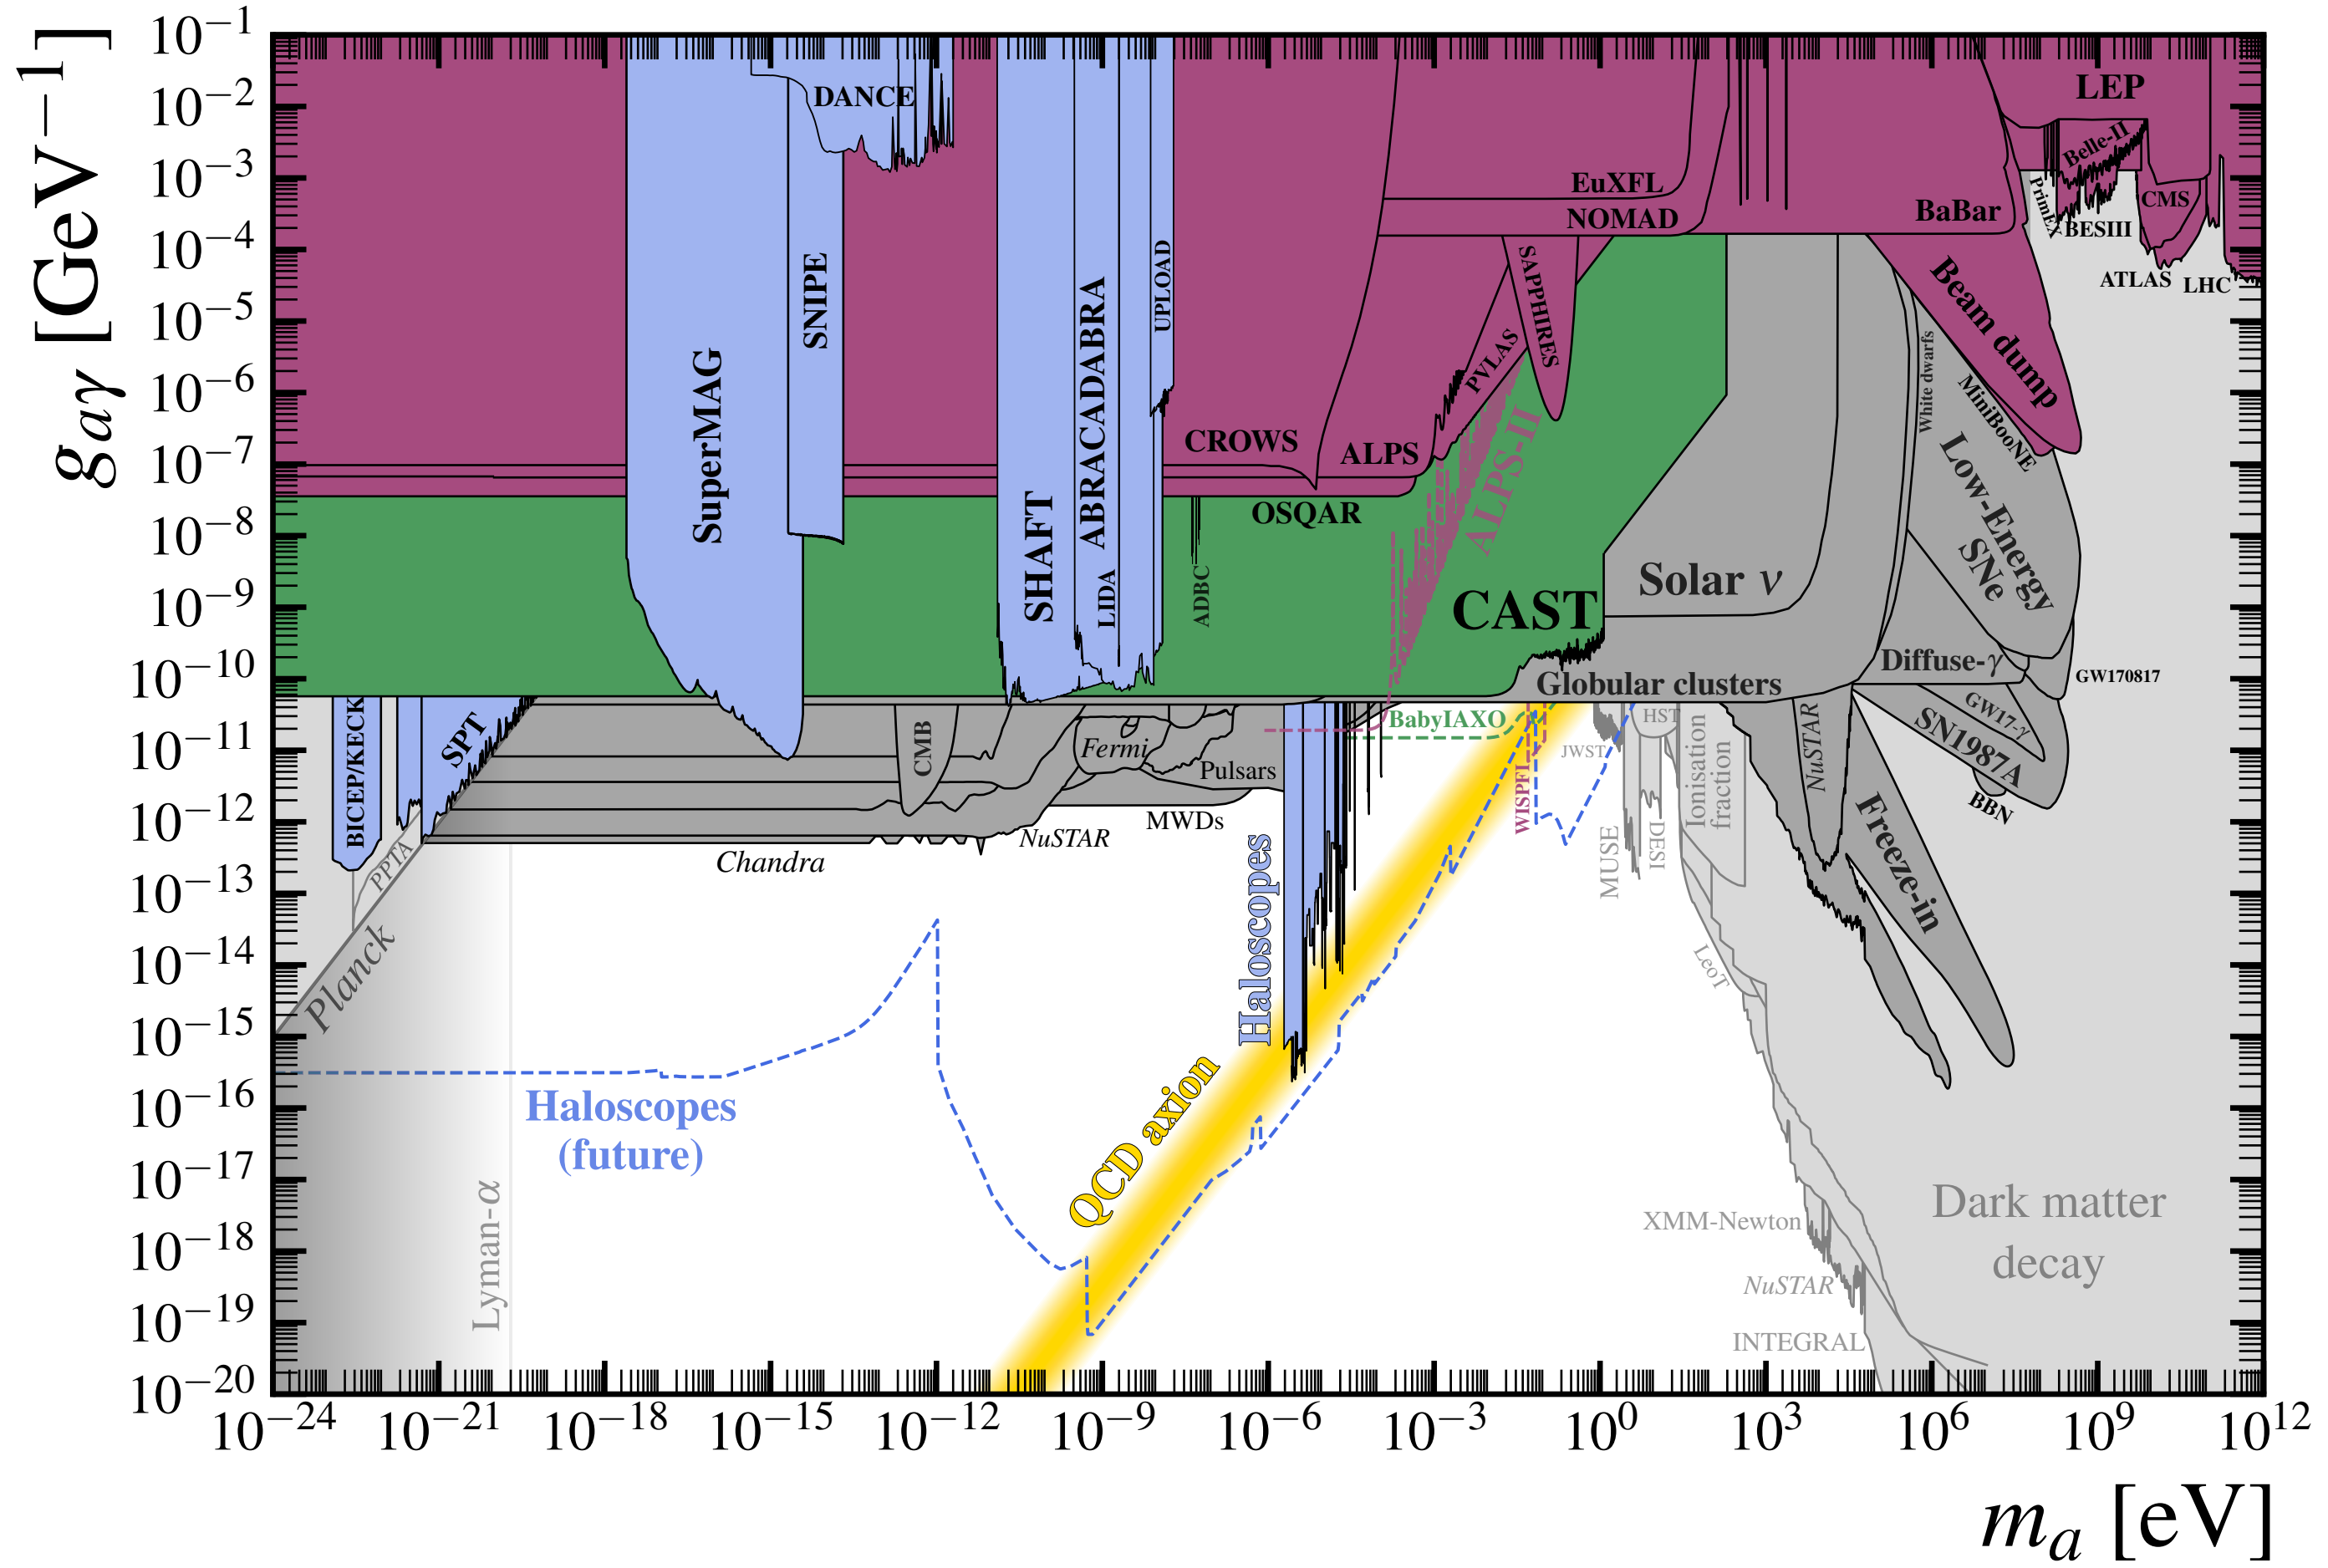 g_{aγ} [GeV^{−1}]
10^{−1}
10^{−2}
10^{−3}
10^{−4}
10^{−5}
10^{−6}
10^{−7}
10^{−8}
10^{−9}
10^{−10}
10^{−11}
10^{−12}
10^{−13}
10^{−14}
10^{−15}
10^{−16}
10^{−17}
10^{−18}
10^{−19}
10^{−20}
DANCE
LEP
Belle-II
EuXFL
NOMAD
BaBar
PrimEX
CMS
BESIII
ATLAS
LHC
SNIPE
SuperMAG
SHAFT
ABRACADABRA
LIDA
UPLOAD
ADBC
CROWS
ALPS
OSQAR
PVLAS
SAPPHIRES
ALPS-II
CAST
Solar ν
White dwarfs
Beam dump
MiniBooNE
Low-Energy
SNe
Diffuse-γ
GW170817
Globular clusters
GW17-γ
SN1987A
BBN
BICEP/KECK
SPT
PPTA
Planck
CMB
Fermi
Pulsars
MWDs
NuSTAR
Chandra
BabyIAXO
WISPFI
JWST
HST
MUSE
DESI
Ionisation
fraction
NuSTAR
Freeze-in
LeoT
Haloscopes
QCD axion
Haloscopes
(future)
Lyman-α
XMM-Newton
NuSTAR
INTEGRAL
Dark matter
decay
10^{−24}
10^{−21}
10^{−18}
10^{−15}
10^{−12}
10^{−9}
10^{−6}
10^{−3}
10^{0}
10^{3}
10^{6}
10^{9}
10^{12}
m_a [eV]